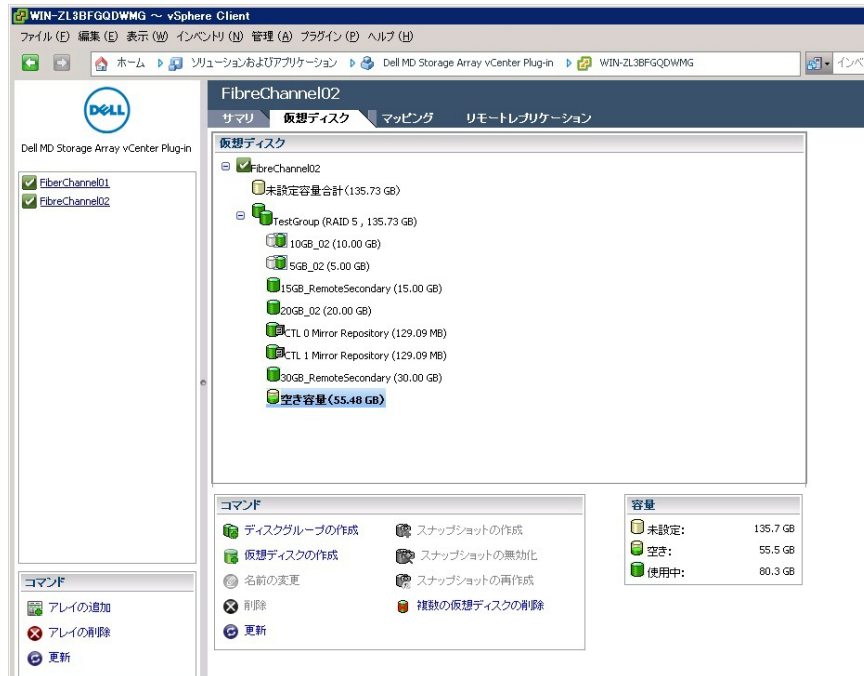 WIN-ZL3BFGQDWMG ～ vSphere Client
ファイル(F) 編集(E) 表示(W) インベントリ(N) 管理(A) プラグイン(P) ヘルプ(H)
ホーム ソリューションおよびアプリケーション Dell MD Storage Array vCenter Plug-in WIN-ZL3BFGQDWMG インベ
DELL
Dell MD Storage Array vCenter Plug-in
FiberChannel01
FibreChannel02
FibreChannel02
サマリ 仮想ディスク マッピング リモートレプリケーション
仮想ディスク
FibreChannel02
未設定容量合計(135.73 GB)
TestGroup (RAID 5 , 135.73 GB)
10GB_02 (10.00 GB)
5GB_02 (5.00 GB)
15GB_RemoteSecondary (15.00 GB)
20GB_02 (20.00 GB)
CTL 0 Mirror Repository (129.09 MB)
CTL 1 Mirror Repository (129.09 MB)
30GB_RemoteSecondary (30.00 GB)
空き容量(55.48 GB)
コマンド
ディスクグループの作成 スナップショットの作成
仮想ディスクの作成 スナップショットの無効化
名前の変更 スナップショットの再作成
削除 複数の仮想ディスクの削除
更新
容量
未設定: 135.7 GB
空き: 55.5 GB
使用中: 80.3 GB
コマンド
アレイの追加
アレイの削除
更新